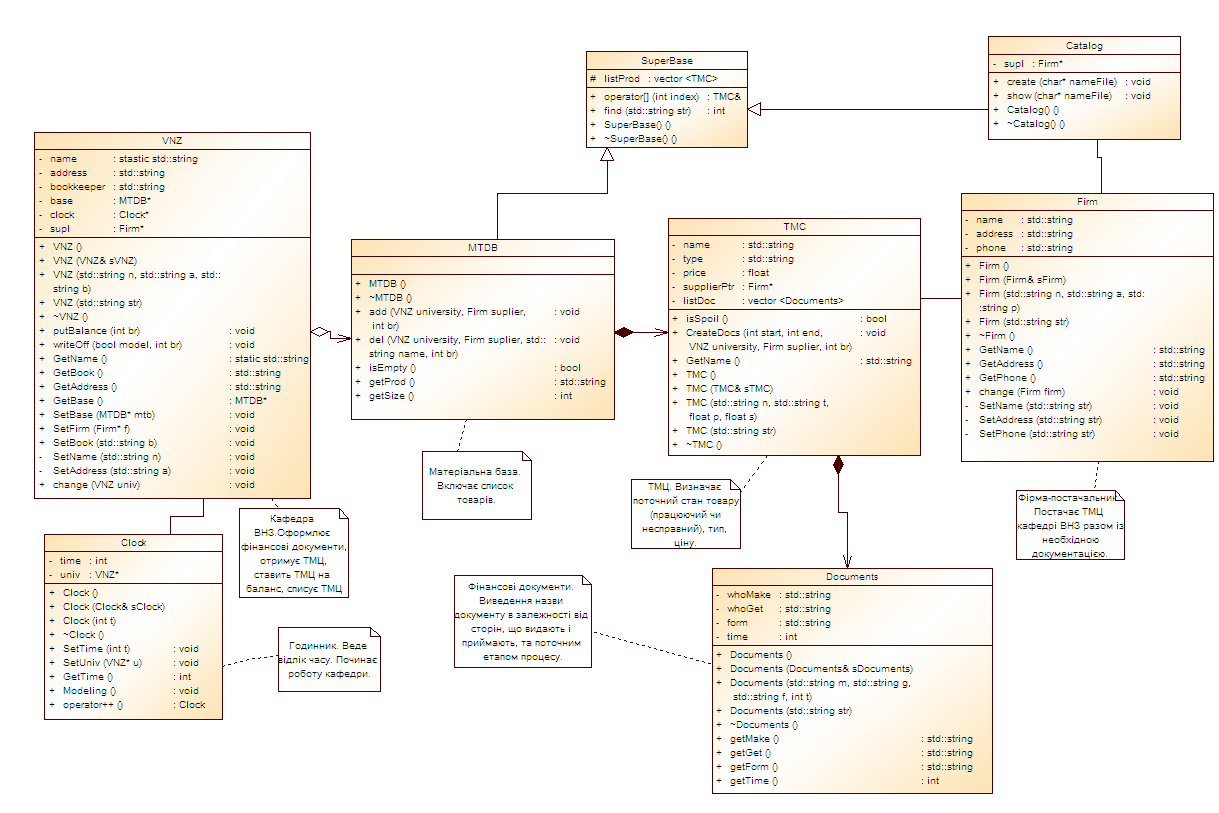 SuperBase
# listProd : vector <TMC>
+ operator[] (int index) : TMC&
+ find (std::string str) : int
+ SuperBase() ()
+ ~SuperBase() ()
Catalog
- supl : Firm*
+ create (char* nameFile) : void
+ show (char* nameFile) : void
+ Catalog() ()
+ ~Catalog() ()
VNZ
- name : stastic std::string
- address : std::string
- bookkeeper : std::string
- base : MTDB*
- clock : Clock*
- supl : Firm*
+ VNZ ()
+ VNZ (VNZ& sVNZ)
+ VNZ (std::string n, std::string a, std::
string b)
+ VNZ (std::string str)
+ ~VNZ ()
+ putBalance (int br) : void
+ writeOff (bool model, int br) : void
+ GetName () : static std::string
+ GetBook () : std::string
+ GetAddress () : std::string
+ GetBase () : MTDB*
+ SetBase (MTDB* mtb) : void
+ SetFirm (Firm* f) : void
+ SetBook (std::string b) : void
- SetName (std::string n) : void
- SetAddress (std::string a) : void
+ change (VNZ univ) : void
MTDB
+ MTDB ()
+ ~MTDB ()
+ add (VNZ university, Firm suplier, : void
int br)
+ del (VNZ university, Firm suplier, std:: : void
string name, int br)
+ isEmpty () : bool
+ getProd () : std::string
+ getSize () : int
TMC
- name : std::string
- type : std::string
- price : float
- supplierPtr : Firm*
- listDoc : vector <Documents>
+ isSpoil () : bool
+ CreateDocs (int start, int end, : void
VNZ university, Firm suplier, int br)
+ GetName () : std::string
+ TMC ()
+ TMC (TMC& sTMC)
+ TMC (std::string n, std::string t,
float p, float s)
+ TMC (std::string str)
+ ~TMC ()
Firm
- name : std::string
- address : std::string
- phone : std::string
+ Firm ()
+ Firm (Firm& sFirm)
+ Firm (std::string n, std::string a, std:
:string p)
+ Firm (std::string str)
+ ~Firm ()
+ GetName () : std::string
+ GetAddress () : std::string
+ GetPhone () : std::string
+ change (Firm firm) : void
- SetName (std::string str) : void
- SetAddress (std::string str) : void
- SetPhone (std::string str) : void
Матеріальна база.
Включає список
товарів.
ТМЦ. Визначає
поточний стан товару
(працюючий чи
несправний), тип,
ціну.
Фірма-постачальник
Постачає ТМЦ
кафедрі ВНЗ разом із
необхідною
документацією.
Кафедра
ВНЗ.Оформлює
фінансові документи,
отримує ТМЦ,
ставить ТМЦ на
баланс, списує ТМЦ
Clock
- time : int
- univ : VNZ*
+ Clock ()
+ Clock (Clock& sClock)
+ Clock (int t)
+ ~Clock ()
+ SetTime (int t) : void
+ SetUniv (VNZ* u) : void
+ GetTime () : int
+ Modeling () : void
+ operator++ () : Clock
Годинник. Веде
відлік часу. Починає
роботу кафедри.
Фінансові документи.
Виведення назви
документу в залежності від
сторін, що видають і
приймають, та поточним
етапом процесу.
Documents
- whoMake : std::string
- whoGet : std::string
- form : std::string
- time : int
+ Documents ()
+ Documents (Documents& sDocuments)
+ Documents (std::string m, std::string g,
std::string f, int t)
+ Documents (std::string str)
+ ~Documents ()
+ getMake () : std::string
+ getGet () : std::string
+ getForm () : std::string
+ getTime () : int